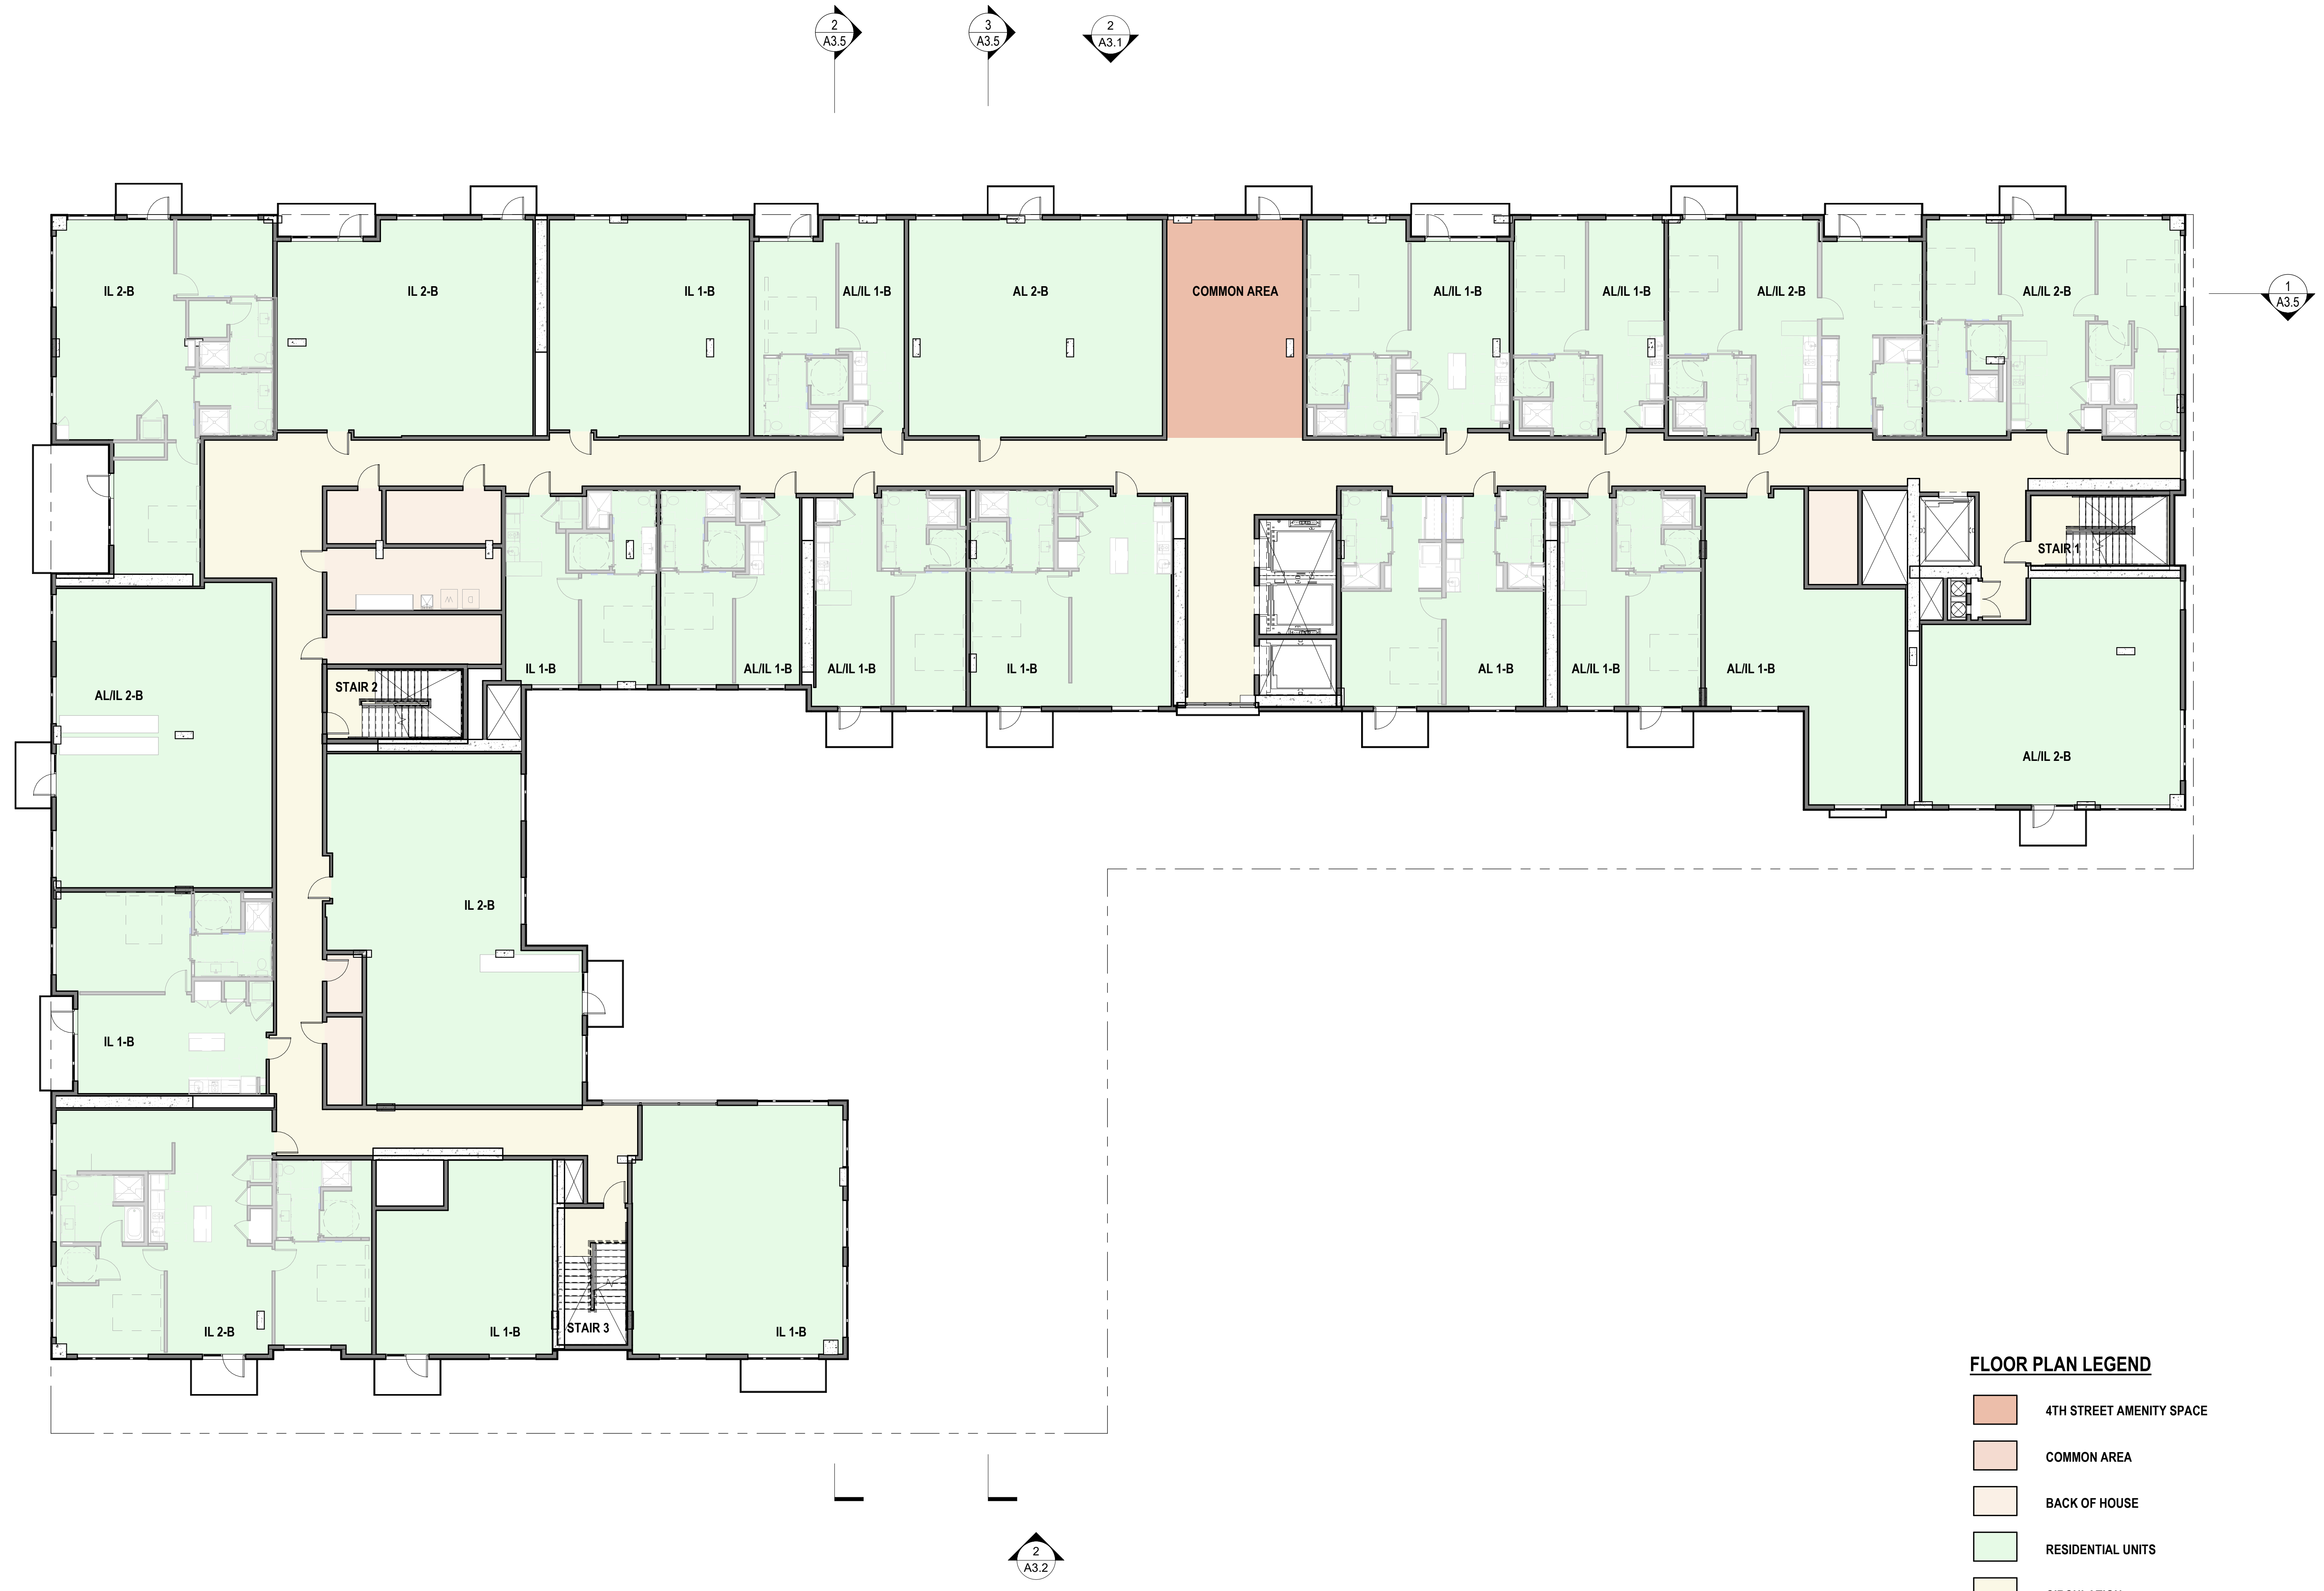 2
A3.5
3
A3.5
2
A3.1
IL 2-B
IL 2-B
IL 1-B
AL/IL 1-B
AL 2-B
COMMON AREA
AL/IL 1-B
AL/IL 1-B
AL/IL 2-B
AL/IL 2-B
1
A3.5
STAIR 1
W
D
IL 1-B
AL/IL 1-B
AL/IL 1-B
IL 1-B
AL 1-B
AL/IL 1-B
AL/IL 1-B
STAIR 2
AL/IL 2-B
AL/IL 2-B
IL 2-B
IL 1-B
IL 2-B
IL 1-B
STAIR 3
IL 1-B
FLOOR PLAN LEGEND
4TH STREET AMENITY SPACE
COMMON AREA
BACK OF HOUSE
RESIDENTIAL UNITS
2
A3.2